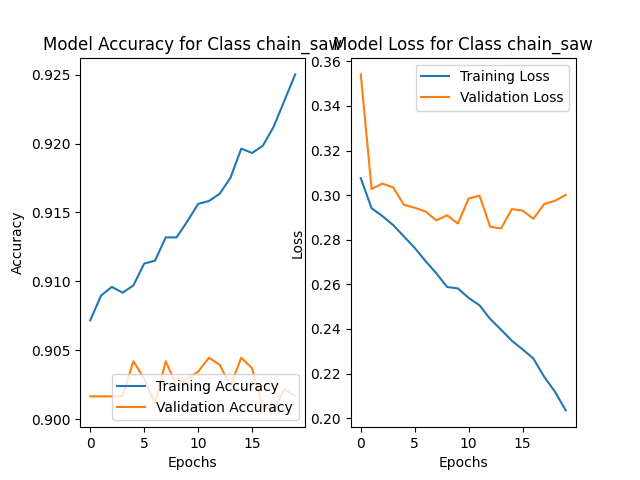 Model Accuracy for Class chain_saw
0.925
0.920
0.915
0.910
0.905
0.900
Accuracy
Training Accuracy
Validation Accuracy
0 5 10 15
Epochs
Model Loss for Class chain_saw
0.36
0.34
0.32
0.30
0.28
0.26
0.24
0.22
0.20
Loss
Training Loss
Validation Loss
0 5 10 15
Epochs